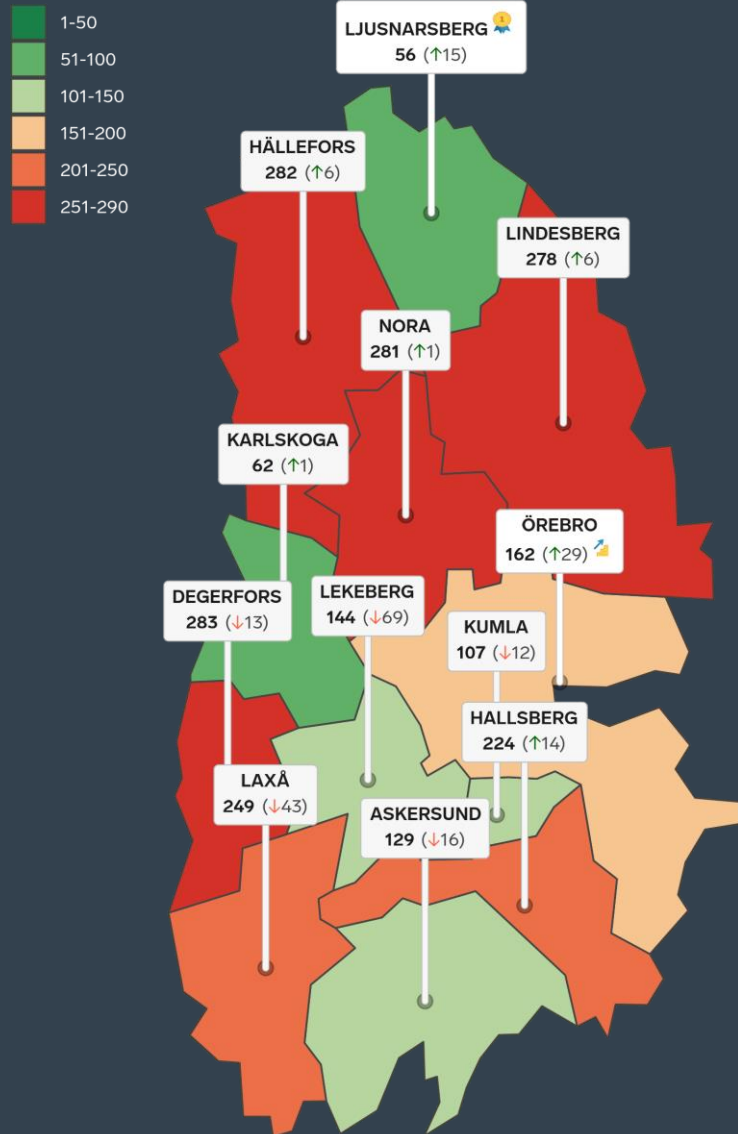 1-50
51-100
101-150
151-200
201-250
251-290
LJUSNARSBERG
56 (↑15)
HÄLLEFORS
282 (↑6)
LINDESBERG
278 (↑6)
NORA
281 (↑1)
KARLSKOGA
62 (↑1)
ÖREBRO
162 (↑29)
DEGERFORS
283 (↓13)
LEKEBERG
144 (↓69)
KUMLA
107 (↓12)
HALLSBERG
224 (↑14)
LAXÅ
249 (↓43)
ASKERSUND
129 (↓16)